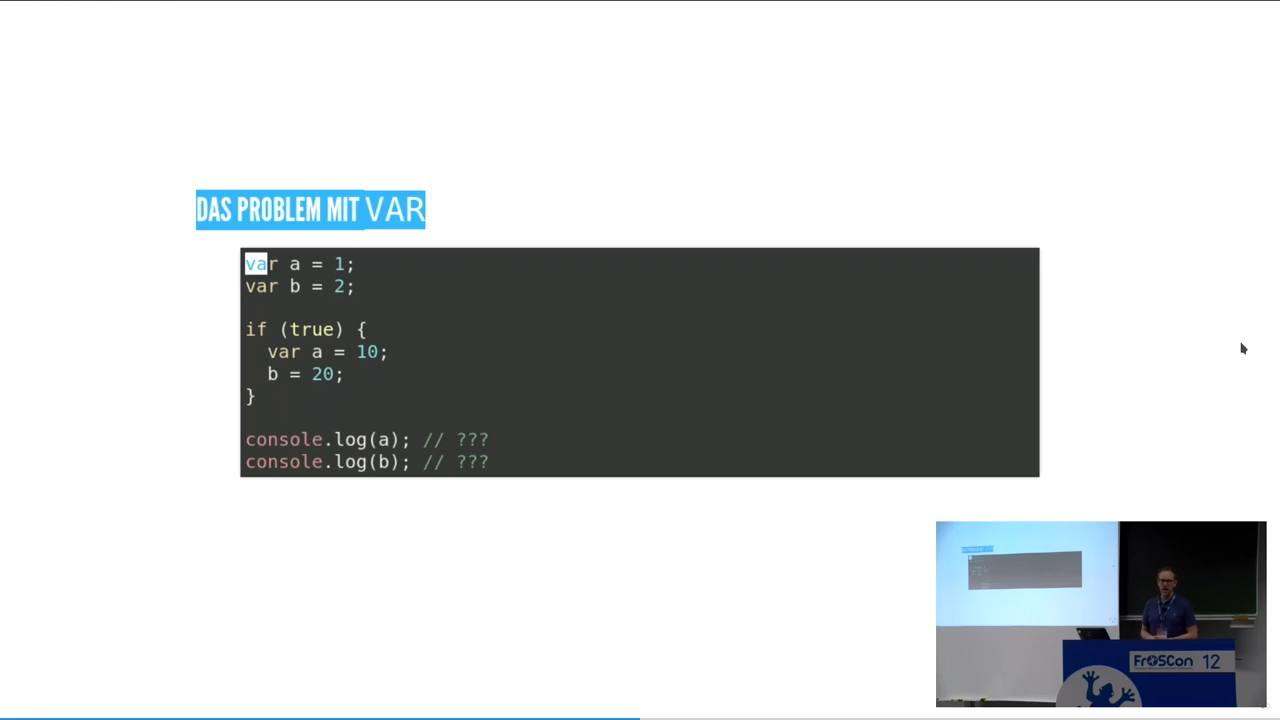 DAS PROBLEM MIT VAR
var a = 1;
var b = 2;
if (true) {
  var a = 10;
  b = 20;
}
console.log(a); // ???
console.log(b); // ???
FrOSCon 12